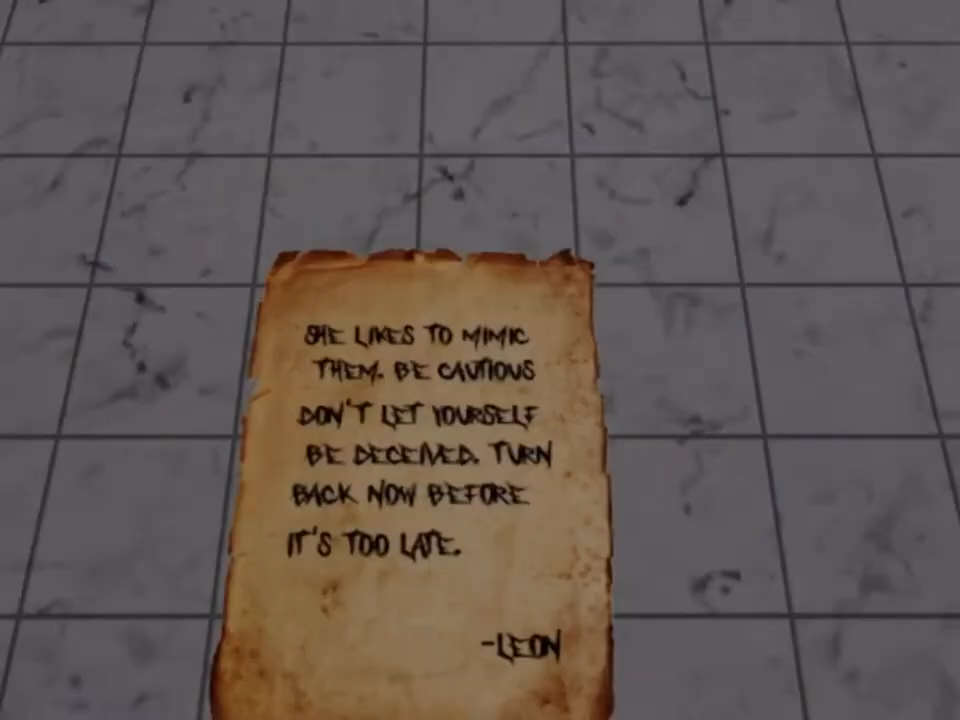 SHE LIKES TO MIMIC
THEM. BE CAUTIOUS
DON'T LET YOURSELF
BE DECEIVED. TURN
BACK NOW BEFORE
IT'S TOO LATE.
-LEON